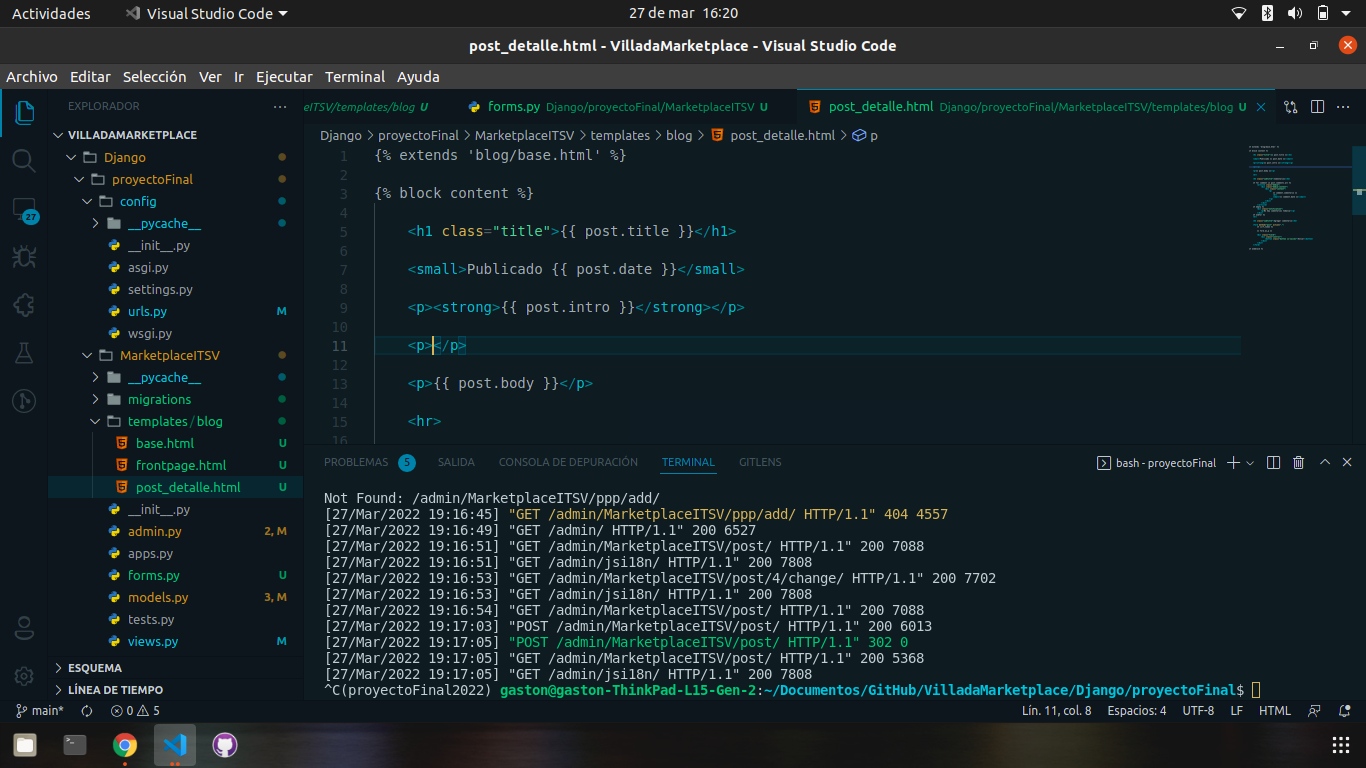 Actividades
Visual Studio Code
27 de mar 16:20
post_detalle.html - VilladaMarketplace - Visual Studio Code
Archivo Editar Selección Ver Ir Ejecutar Terminal Ayuda
EXPLORADOR
VILLADAMARKETPLACE
Django
proyectoFinal
config
__pycache__
__init__.py
asgi.py
settings.py
urls.py M
wsgi.py
MarketplaceITSV
__pycache__
migrations
templates/blog
base.html U
frontpage.html U
post_detalle.html U
__init__.py
admin.py 2, M
apps.py
forms.py U
models.py 3, M
tests.py
views.py M
ESQUEMA
LÍNEA DE TIEMPO
27
eITSV/templates/blog U
forms.py Django/proyectoFinal/MarketplaceITSV U
post_detalle.html Django/proyectoFinal/MarketplaceITSV/templates/blog U
Django > proyectoFinal > MarketplaceITSV > templates > blog > post_detalle.html > p
1 {% extends 'blog/base.html' %}
2
3 {% block content %}
4
5 <h1 class="title">{{ post.title }}</h1>
6
7 <small>Publicado {{ post.date }}</small>
8
9 <p><strong>{{ post.intro }}</strong></p>
10
11 <p></p>
12
13 <p>{{ post.body }}</p>
14
15 <hr>
16
PROBLEMAS 5 SALIDA CONSOLA DE DEPURACIÓN TERMINAL GITLENS
bash - proyectoFinal
Not Found: /admin/MarketplaceITSV/ppp/add/
[27/Mar/2022 19:16:45] "GET /admin/MarketplaceITSV/ppp/add/ HTTP/1.1" 404 4557
[27/Mar/2022 19:16:49] "GET /admin/ HTTP/1.1" 200 6527
[27/Mar/2022 19:16:51] "GET /admin/MarketplaceITSV/post/ HTTP/1.1" 200 7088
[27/Mar/2022 19:16:51] "GET /admin/jsi18n/ HTTP/1.1" 200 7808
[27/Mar/2022 19:16:53] "GET /admin/MarketplaceITSV/post/4/change/ HTTP/1.1" 200 7702
[27/Mar/2022 19:16:53] "GET /admin/jsi18n/ HTTP/1.1" 200 7808
[27/Mar/2022 19:16:54] "GET /admin/MarketplaceITSV/post/ HTTP/1.1" 200 7088
[27/Mar/2022 19:17:03] "POST /admin/MarketplaceITSV/post/ HTTP/1.1" 200 6013
[27/Mar/2022 19:17:05] "POST /admin/MarketplaceITSV/post/ HTTP/1.1" 302 0
[27/Mar/2022 19:17:05] "GET /admin/MarketplaceITSV/post/ HTTP/1.1" 200 5368
[27/Mar/2022 19:17:05] "GET /admin/jsi18n/ HTTP/1.1" 200 7808
^C(proyectoFinal2022) gaston@gaston-ThinkPad-L15-Gen-2:~/Documentos/GitHub/VilladaMarketplace/Django/proyectoFinal$
main* 0 5
Lín. 11, col. 8 Espacios: 4 UTF-8 LF HTML